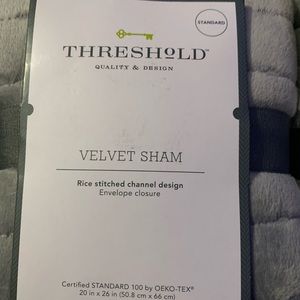 STANDARD
THRESHOLD™
QUALITY & DESIGN
VELVET SHAM
Rice stitched channel design
Envelope closure
Certified STANDARD 100 by OEKO-TEX®
20 in x 26 in (50.8 cm x 66 cm)